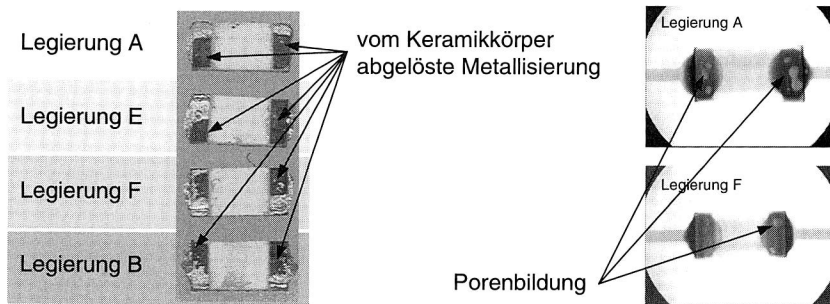 Legierung A
Legierung E
Legierung F
Legierung B
vom Keramikkörper
abgelöste Metallisierung
Legierung A
Legierung F
Porenbildung